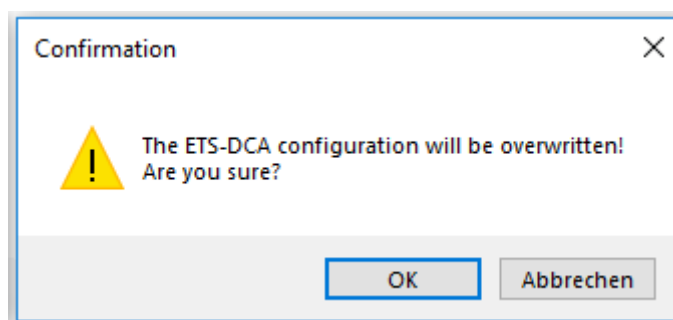 Confirmation
The ETS-DCA configuration will be overwritten!
Are you sure?
OK
Abbrechen